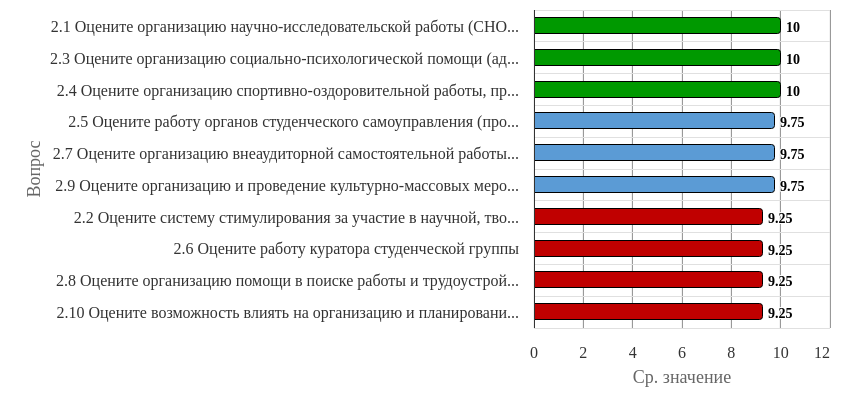 2.1 Оцените организацию научно-исследовательской работы (СНО... 10
2.3 Оцените организацию социально-психологической помощи (ад... 10
2.4 Оцените организацию спортивно-оздоровительной работы, пр... 10
2.5 Оцените работу органов студенческого самоуправления (про... 9.75
2.7 Оцените организацию внеаудиторной самостоятельной работы... 9.75
2.9 Оцените организацию и проведение культурно-массовых меро... 9.75
2.2 Оцените систему стимулирования за участие в научной, тво... 9.25
2.6 Оцените работу куратора студенческой группы 9.25
2.8 Оцените организацию помощи в поиске работы и трудоустрой... 9.25
2.10 Оцените возможность влиять на организацию и планировани... 9.25
Вопрос
0 2 4 6 8 10 12
Ср. значение